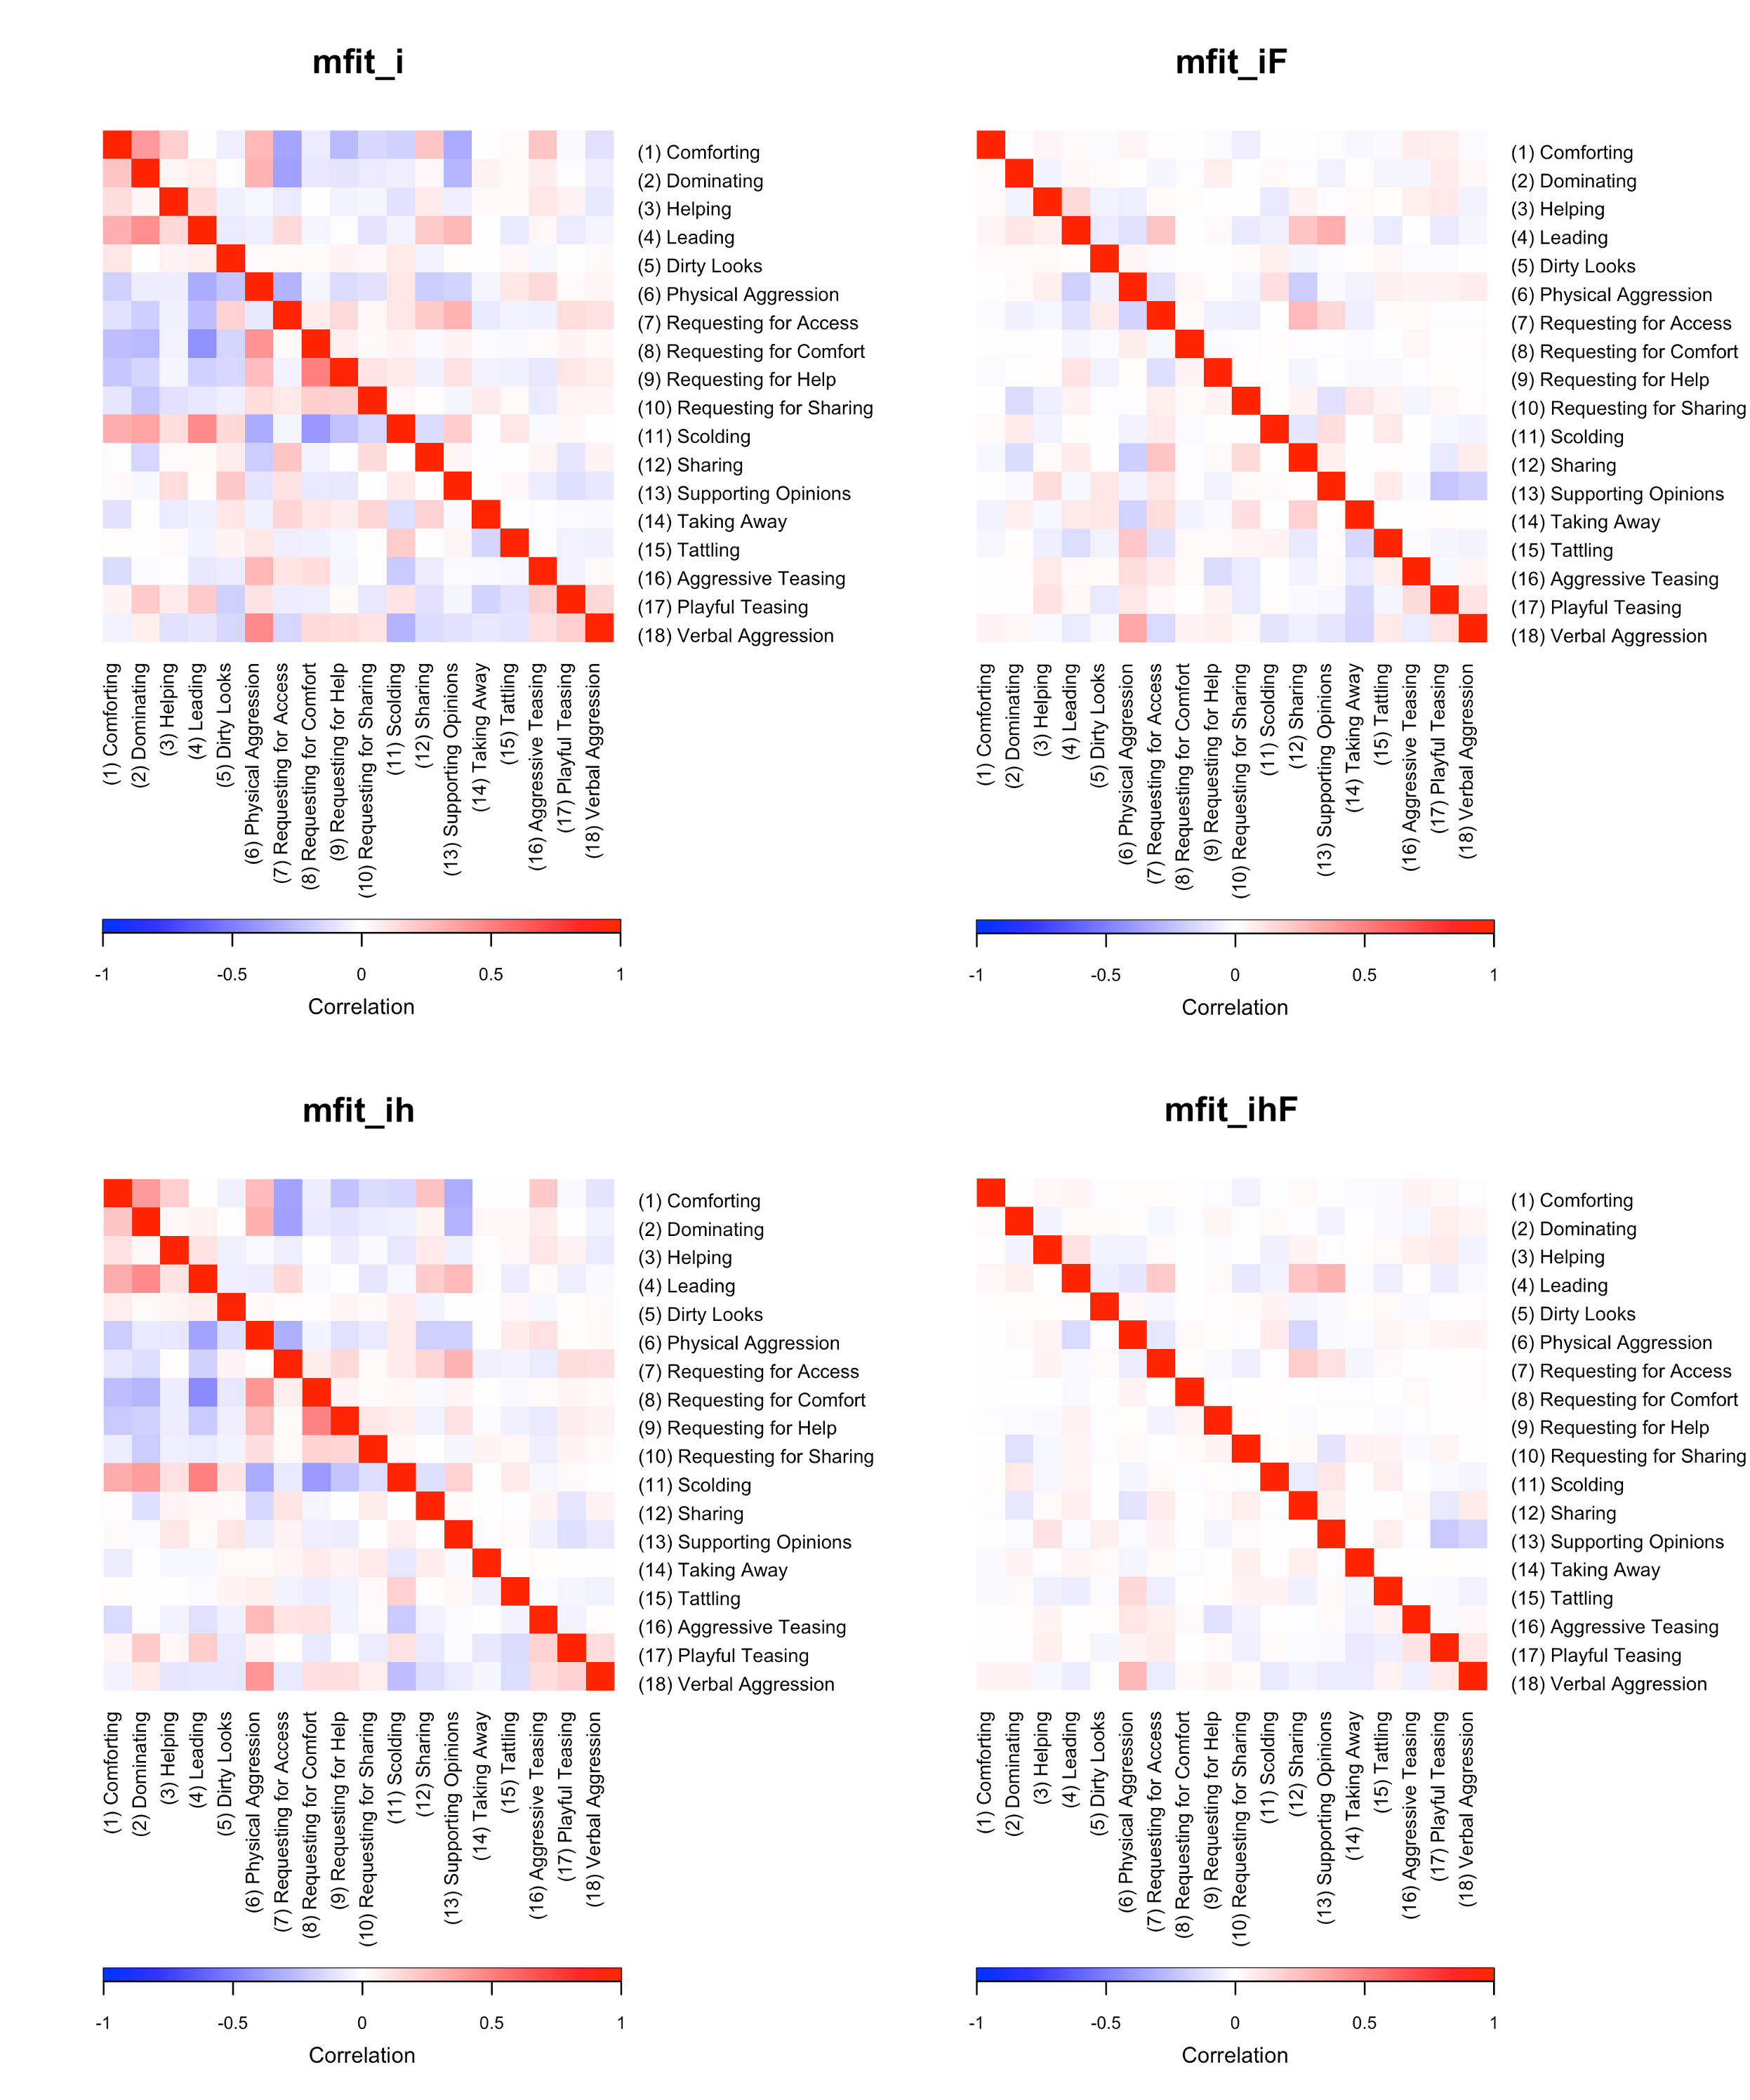 mfit_i
(1) Comforting
(2) Dominating
(3) Helping
(4) Leading
(5) Dirty Looks
(6) Physical Aggression
(7) Requesting for Access
(8) Requesting for Comfort
(9) Requesting for Help
(10) Requesting for Sharing
(11) Scolding
(12) Sharing
(13) Supporting Opinions
(14) Taking Away
(15) Tattling
(16) Aggressive Teasing
(17) Playful Teasing
(18) Verbal Aggression
(1) Comforting
(2) Dominating
(3) Helping
(4) Leading
(5) Dirty Looks
(6) Physical Aggression
(7) Requesting for Access
(8) Requesting for Comfort
(9) Requesting for Help
(10) Requesting for Sharing
(11) Scolding
(12) Sharing
(13) Supporting Opinions
(14) Taking Away
(15) Tattling
(16) Aggressive Teasing
(17) Playful Teasing
(18) Verbal Aggression
-1 -0.5 0 0.5 1
Correlation
mfit_iF
(1) Comforting
(2) Dominating
(3) Helping
(4) Leading
(5) Dirty Looks
(6) Physical Aggression
(7) Requesting for Access
(8) Requesting for Comfort
(9) Requesting for Help
(10) Requesting for Sharing
(11) Scolding
(12) Sharing
(13) Supporting Opinions
(14) Taking Away
(15) Tattling
(16) Aggressive Teasing
(17) Playful Teasing
(18) Verbal Aggression
(1) Comforting
(2) Dominating
(3) Helping
(4) Leading
(5) Dirty Looks
(6) Physical Aggression
(7) Requesting for Access
(8) Requesting for Comfort
(9) Requesting for Help
(10) Requesting for Sharing
(11) Scolding
(12) Sharing
(13) Supporting Opinions
(14) Taking Away
(15) Tattling
(16) Aggressive Teasing
(17) Playful Teasing
(18) Verbal Aggression
-1 -0.5 0 0.5 1
Correlation
mfit_ih
(1) Comforting
(2) Dominating
(3) Helping
(4) Leading
(5) Dirty Looks
(6) Physical Aggression
(7) Requesting for Access
(8) Requesting for Comfort
(9) Requesting for Help
(10) Requesting for Sharing
(11) Scolding
(12) Sharing
(13) Supporting Opinions
(14) Taking Away
(15) Tattling
(16) Aggressive Teasing
(17) Playful Teasing
(18) Verbal Aggression
(1) Comforting
(2) Dominating
(3) Helping
(4) Leading
(5) Dirty Looks
(6) Physical Aggression
(7) Requesting for Access
(8) Requesting for Comfort
(9) Requesting for Help
(10) Requesting for Sharing
(11) Scolding
(12) Sharing
(13) Supporting Opinions
(14) Taking Away
(15) Tattling
(16) Aggressive Teasing
(17) Playful Teasing
(18) Verbal Aggression
-1 -0.5 0 0.5 1
Correlation
mfit_ihF
(1) Comforting
(2) Dominating
(3) Helping
(4) Leading
(5) Dirty Looks
(6) Physical Aggression
(7) Requesting for Access
(8) Requesting for Comfort
(9) Requesting for Help
(10) Requesting for Sharing
(11) Scolding
(12) Sharing
(13) Supporting Opinions
(14) Taking Away
(15) Tattling
(16) Aggressive Teasing
(17) Playful Teasing
(18) Verbal Aggression
(1) Comforting
(2) Dominating
(3) Helping
(4) Leading
(5) Dirty Looks
(6) Physical Aggression
(7) Requesting for Access
(8) Requesting for Comfort
(9) Requesting for Help
(10) Requesting for Sharing
(11) Scolding
(12) Sharing
(13) Supporting Opinions
(14) Taking Away
(15) Tattling
(16) Aggressive Teasing
(17) Playful Teasing
(18) Verbal Aggression
-1 -0.5 0 0.5 1
Correlation